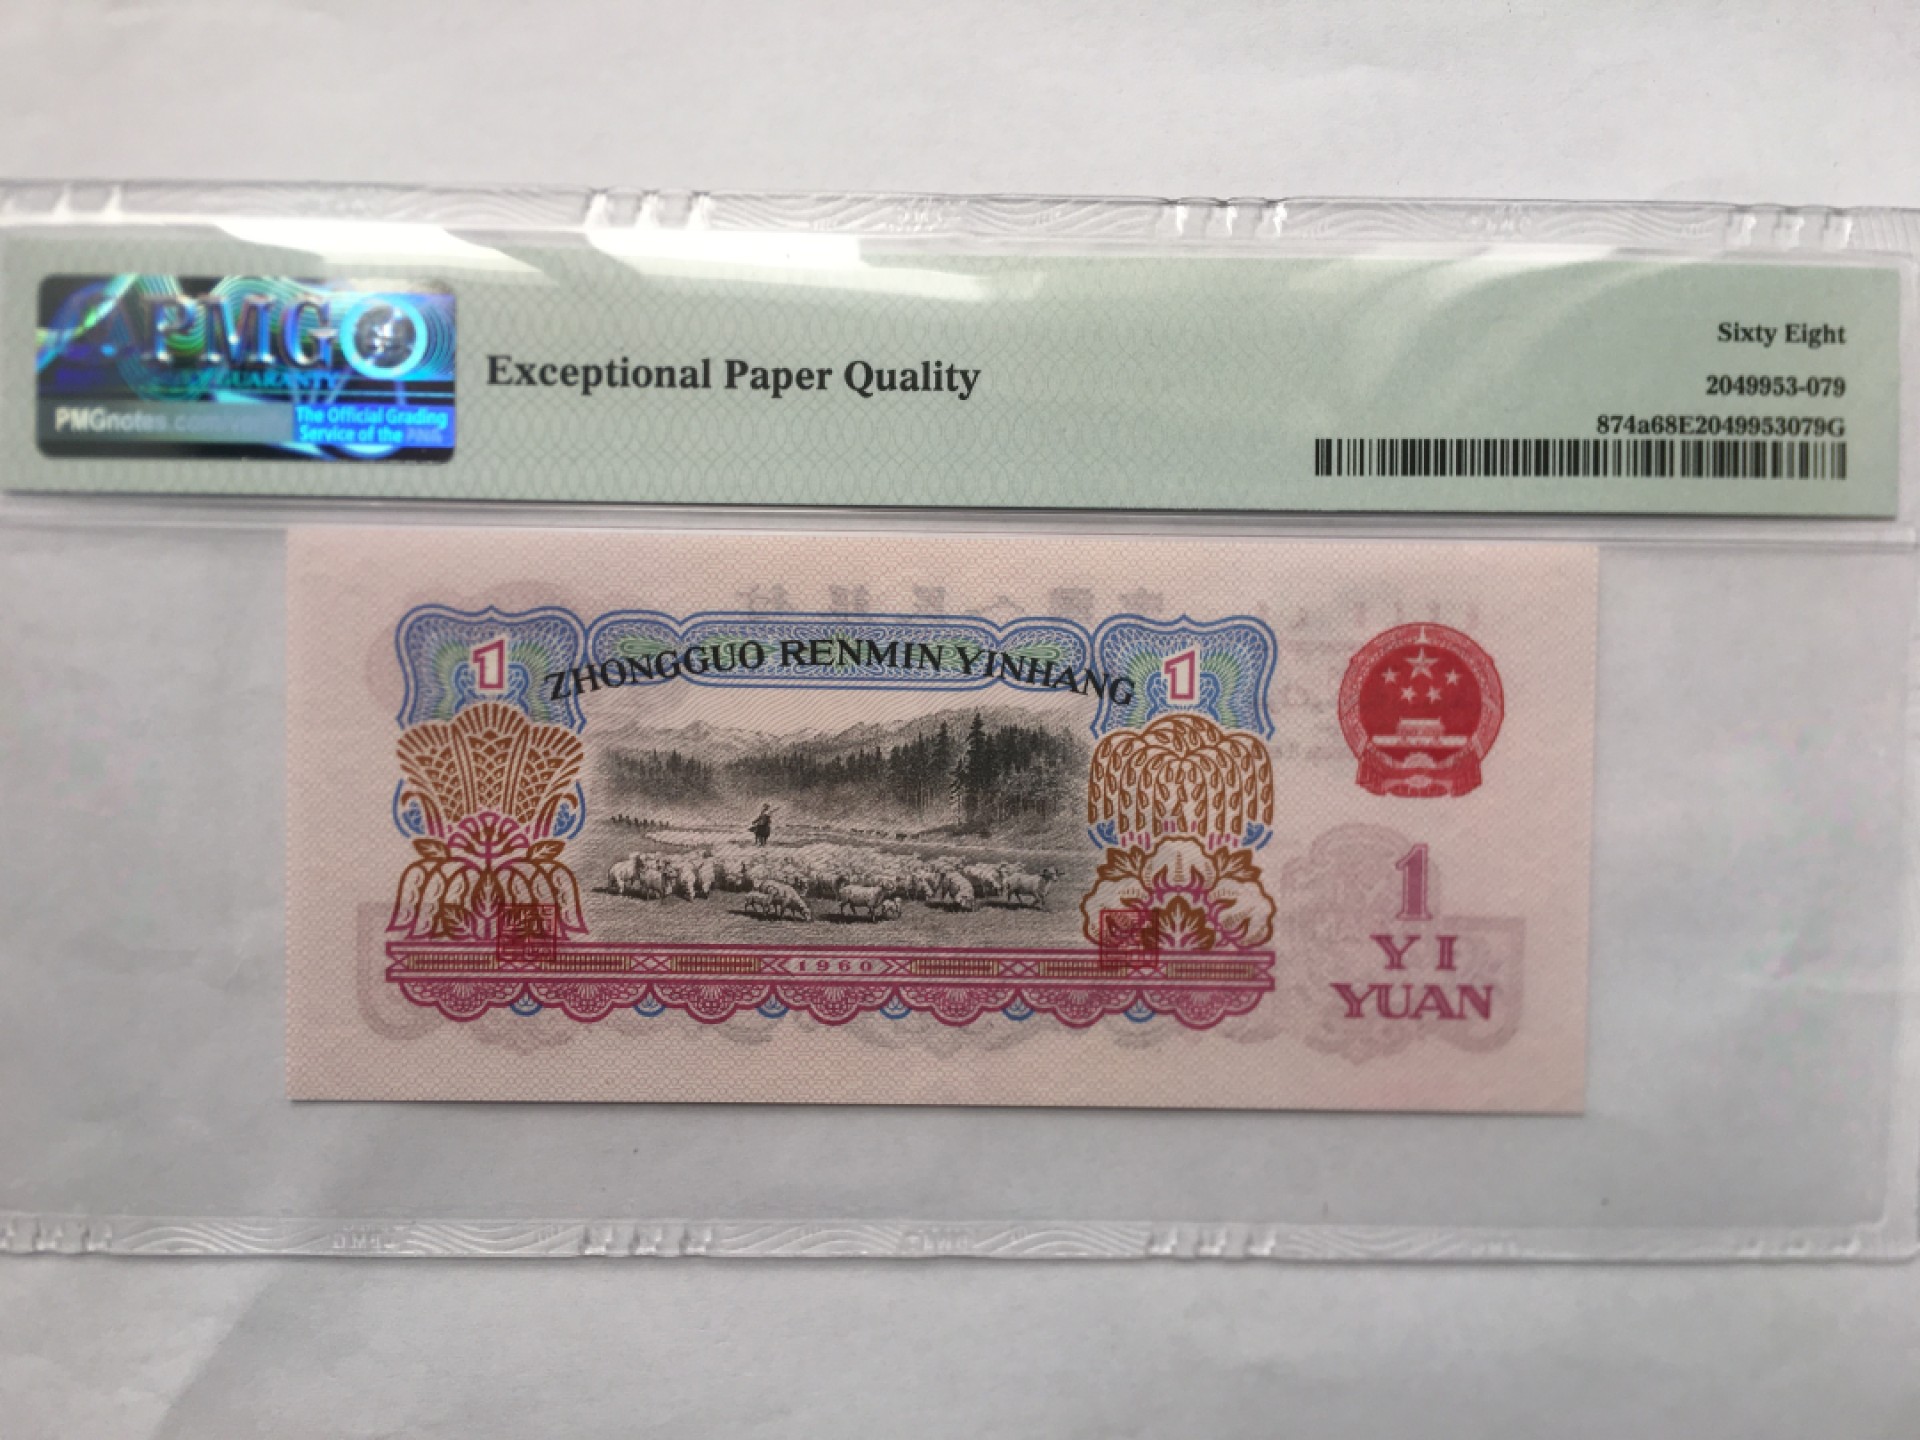 PMG
GUARANTY
PMGnotes.com
The Official Grading
Service of the
Exceptional Paper Quality
Sixty Eight
2049953-079
874a68E2049953079G
1
ZHONGGUO RENMIN YINHANG
1
1960
1
YI
YUAN